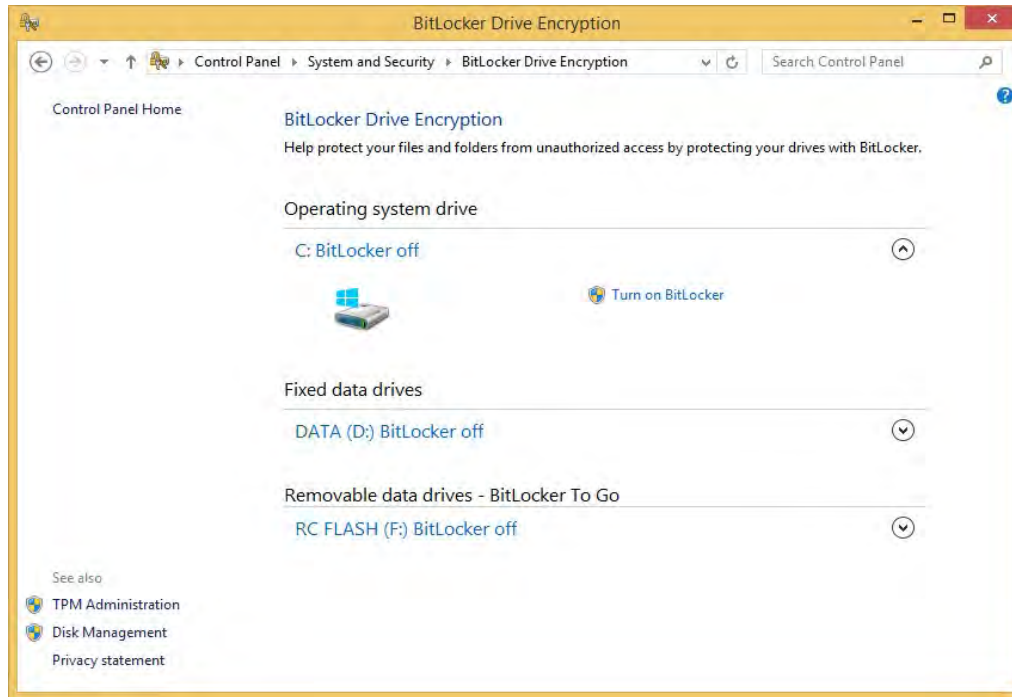 BitLocker Drive Encryption
Control Panel ▸ System and Security ▸ BitLocker Drive Encryption
Search Control Panel
Control Panel Home
BitLocker Drive Encryption
Help protect your files and folders from unauthorized access by protecting your drives with BitLocker.
Operating system drive
C: BitLocker off
Turn on BitLocker
Fixed data drives
DATA (D:) BitLocker off
Removable data drives - BitLocker To Go
RC FLASH (F:) BitLocker off
See also
TPM Administration
Disk Management
Privacy statement